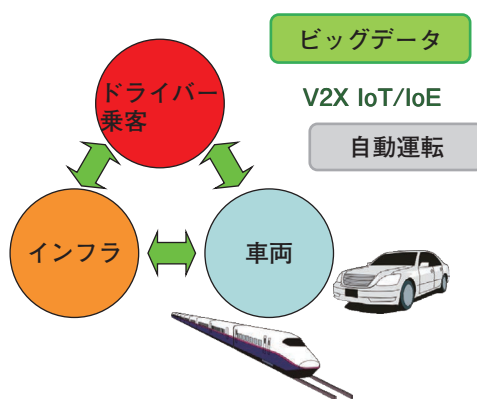 ビッグデータ
ドライバー
乗客
V2X IoT/IoE
自動運転
インフラ
車両